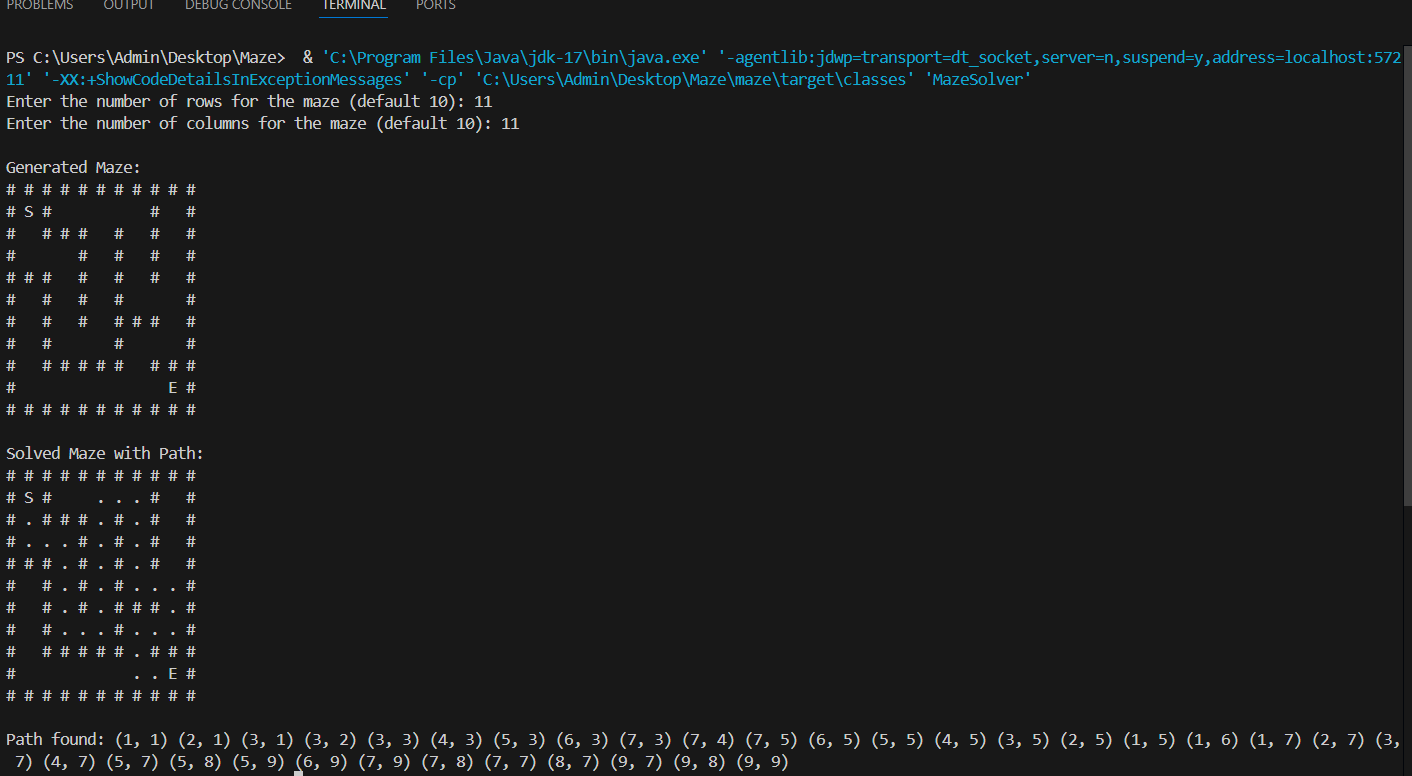 PROBLEMS OUTPUT DEBUG CONSOLE TERMINAL PORTS
PS C:\Users\Admin\Desktop\Maze>  & 'C:\Program Files\Java\jdk-17\bin\java.exe' '-agentlib:jdwp=transport=dt_socket,server=n,suspend=y,address=localhost:572
11' '-XX:+ShowCodeDetailsInExceptionMessages' '-cp' 'C:\Users\Admin\Desktop\Maze\maze\target\classes' 'MazeSolver'
Enter the number of rows for the maze (default 10): 11
Enter the number of columns for the maze (default 10): 11
Generated Maze:
# # # # # # # # # # #
# S #           #   #
#   # # #   #   #   #
#       #   #   #   #
# # #   #   #   #   #
#   #   #   #       #
#   #   #   # # #   #
#   #       #       #
#   # # # # #   # # #
#                 E #
# # # # # # # # # # #
Solved Maze with Path:
# # # # # # # # # # #
# S #     . . . #   #
# . # # # . # . #   #
# . . . # . # . #   #
# # # . # . # . #   #
#   # . # . # . . . #
#   # . # . # # # . #
#   # . . . # . . . #
#   # # # # # . # # #
#             . . E #
# # # # # # # # # # #
Path found: (1, 1) (2, 1) (3, 1) (3, 2) (3, 3) (4, 3) (5, 3) (6, 3) (7, 3) (7, 4) (7, 5) (6, 5) (5, 5) (4, 5) (3, 5) (2, 5) (1, 5) (1, 6) (1, 7) (2, 7) (3,
 7) (4, 7) (5, 7) (5, 8) (5, 9) (6, 9) (7, 9) (7, 8) (7, 7) (8, 7) (9, 7) (9, 8) (9, 9)